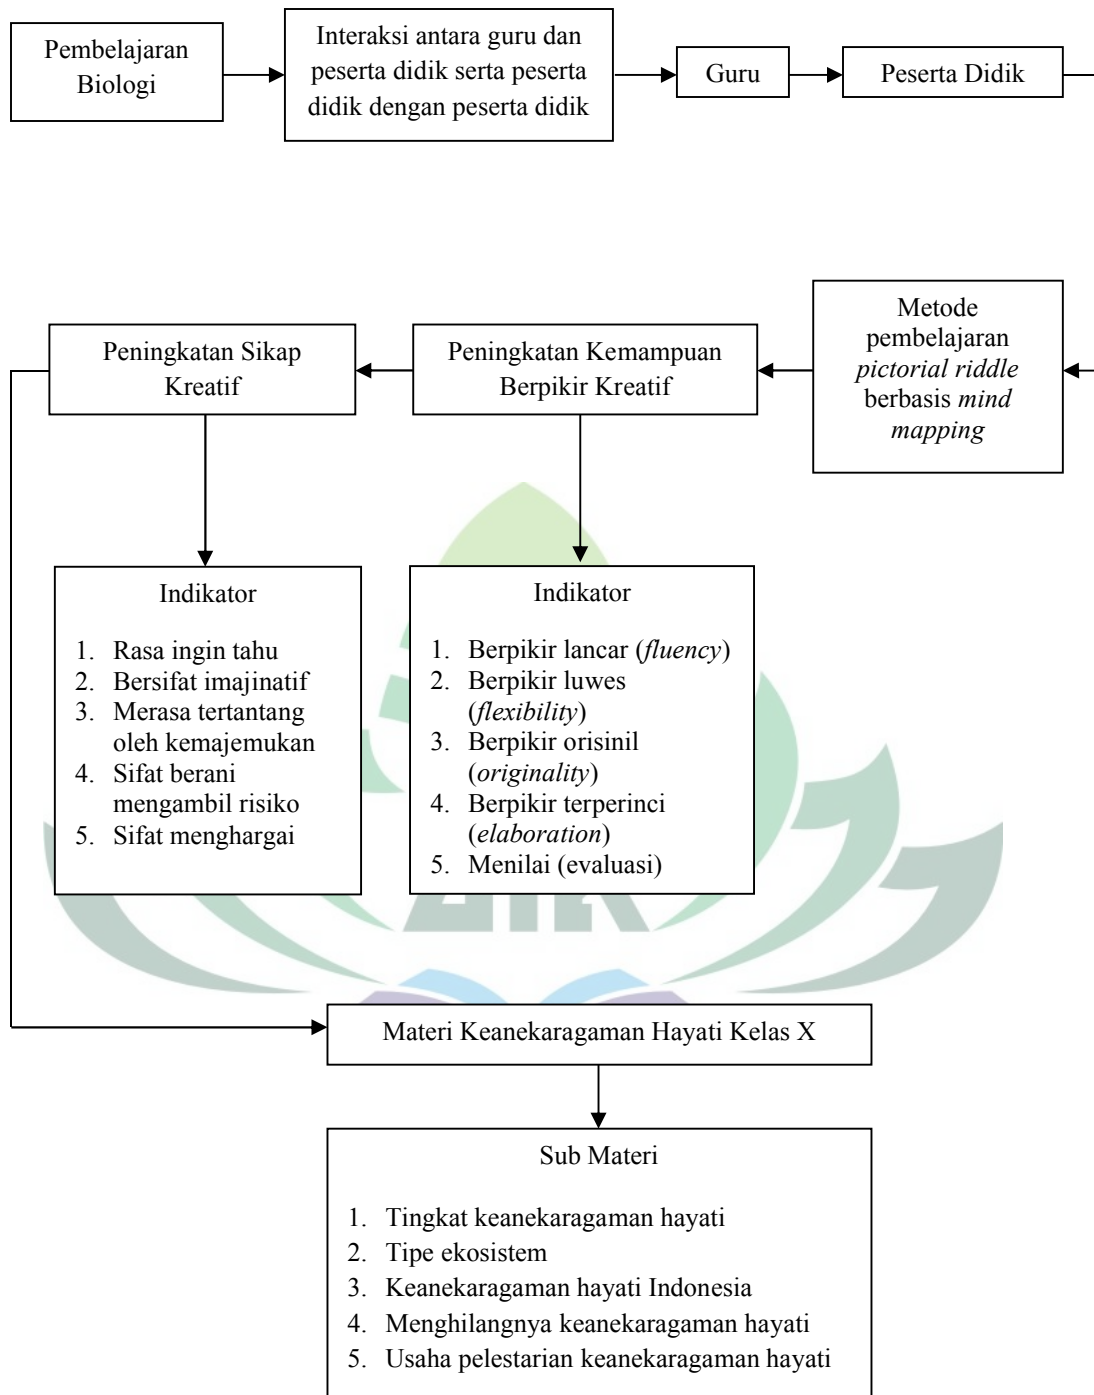 Pembelajaran
Biologi
Interaksi antara guru dan
peserta didik serta peserta
didik dengan peserta didik
Guru
Peserta Didik
Metode
pembelajaran
pictorial riddle
berbasis mind
mapping
Peningkatan Kemampuan
Berpikir Kreatif
Peningkatan Sikap
Kreatif
Indikator
1. Rasa ingin tahu
2. Bersifat imajinatif
3. Merasa tertantang
oleh kemajemukan
4. Sifat berani
mengambil risiko
5. Sifat menghargai
Indikator
1. Berpikir lancar (fluency)
2. Berpikir luwes
(flexibility)
3. Berpikir orisinil
(originality)
4. Berpikir terperinci
(elaboration)
5. Menilai (evaluasi)
Materi Keanekaragaman Hayati Kelas X
Sub Materi
1. Tingkat keanekaragaman hayati
2. Tipe ekosistem
3. Keanekaragaman hayati Indonesia
4. Menghilangnya keanekaragaman hayati
5. Usaha pelestarian keanekaragaman hayati